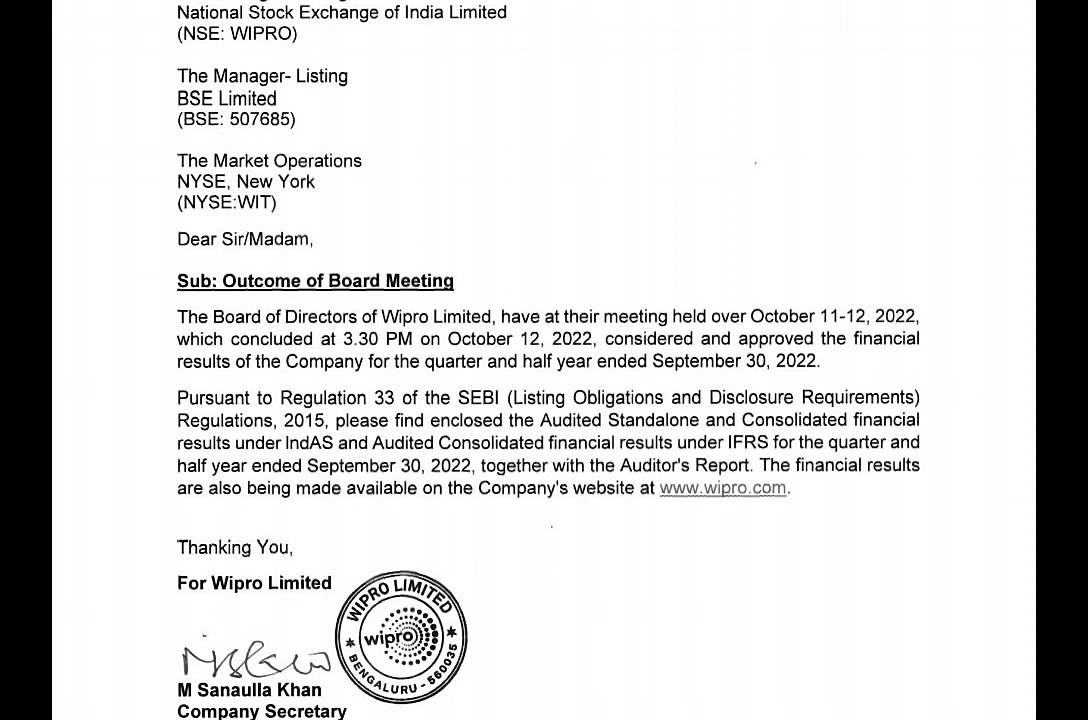 National Stock Exchange of India Limited
(NSE: WIPRO)
The Manager- Listing
BSE Limited
(BSE: 507685)
The Market Operations
NYSE, New York
(NYSE:WIT)
Dear Sir/Madam,
Sub: Outcome of Board Meeting
The Board of Directors of Wipro Limited, have at their meeting held over October 11-12, 2022,
which concluded at 3.30 PM on October 12, 2022, considered and approved the financial
results of the Company for the quarter and half year ended September 30, 2022.
Pursuant to Regulation 33 of the SEBI (Listing Obligations and Disclosure Requirements)
Regulations, 2015, please find enclosed the Audited Standalone and Consolidated financial
results under IndAS and Audited Consolidated financial results under IFRS for the quarter and
half year ended September 30, 2022, together with the Auditor's Report. The financial results
are also being made available on the Company's website at www.wipro.com.
Thanking You,
For Wipro Limited
WIPRO LIMITED
wipro
BENGALURU - 560035
M Sanaulla Khan
Company Secretary